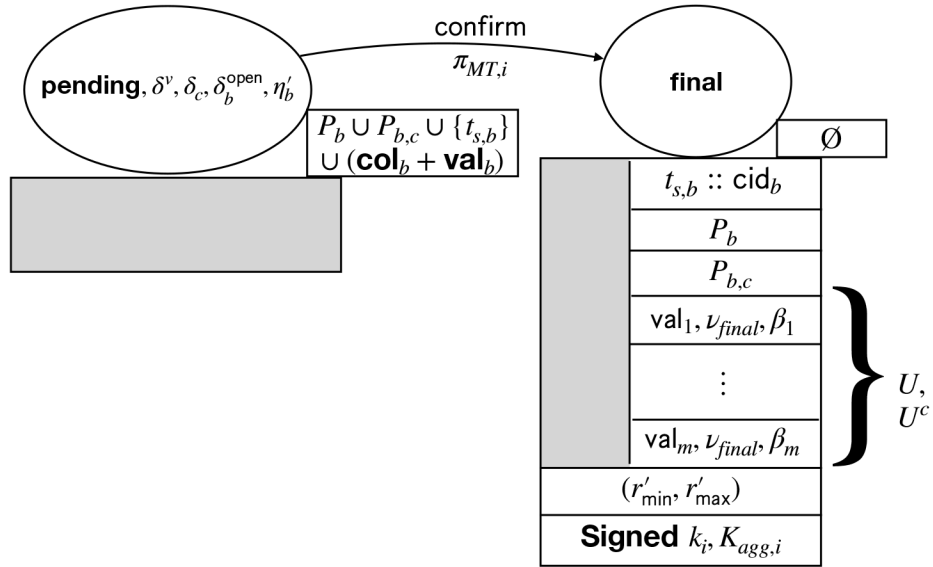 confirm
π_{MT,i}
pending, δ^v, δ_c, δ_b^{open}, η'_b
final
P_b ∪ P_{b,c} ∪ {t_{s,b}}
∪ (col_b + val_b)
Ø
t_{s,b} :: cid_b
P_b
P_{b,c}
val_1, ν_{final}, β_1
⋮
val_m, ν_{final}, β_m
U,
U^c
(r'_{min}, r'_{max})
Signed k_i, K_{agg,i}